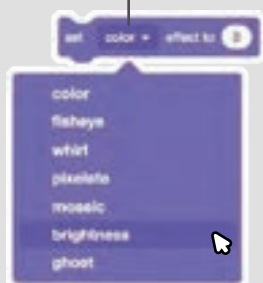 set color effect to 0
color
fisheye
whirl
pixelate
mosaic
brightness
ghost